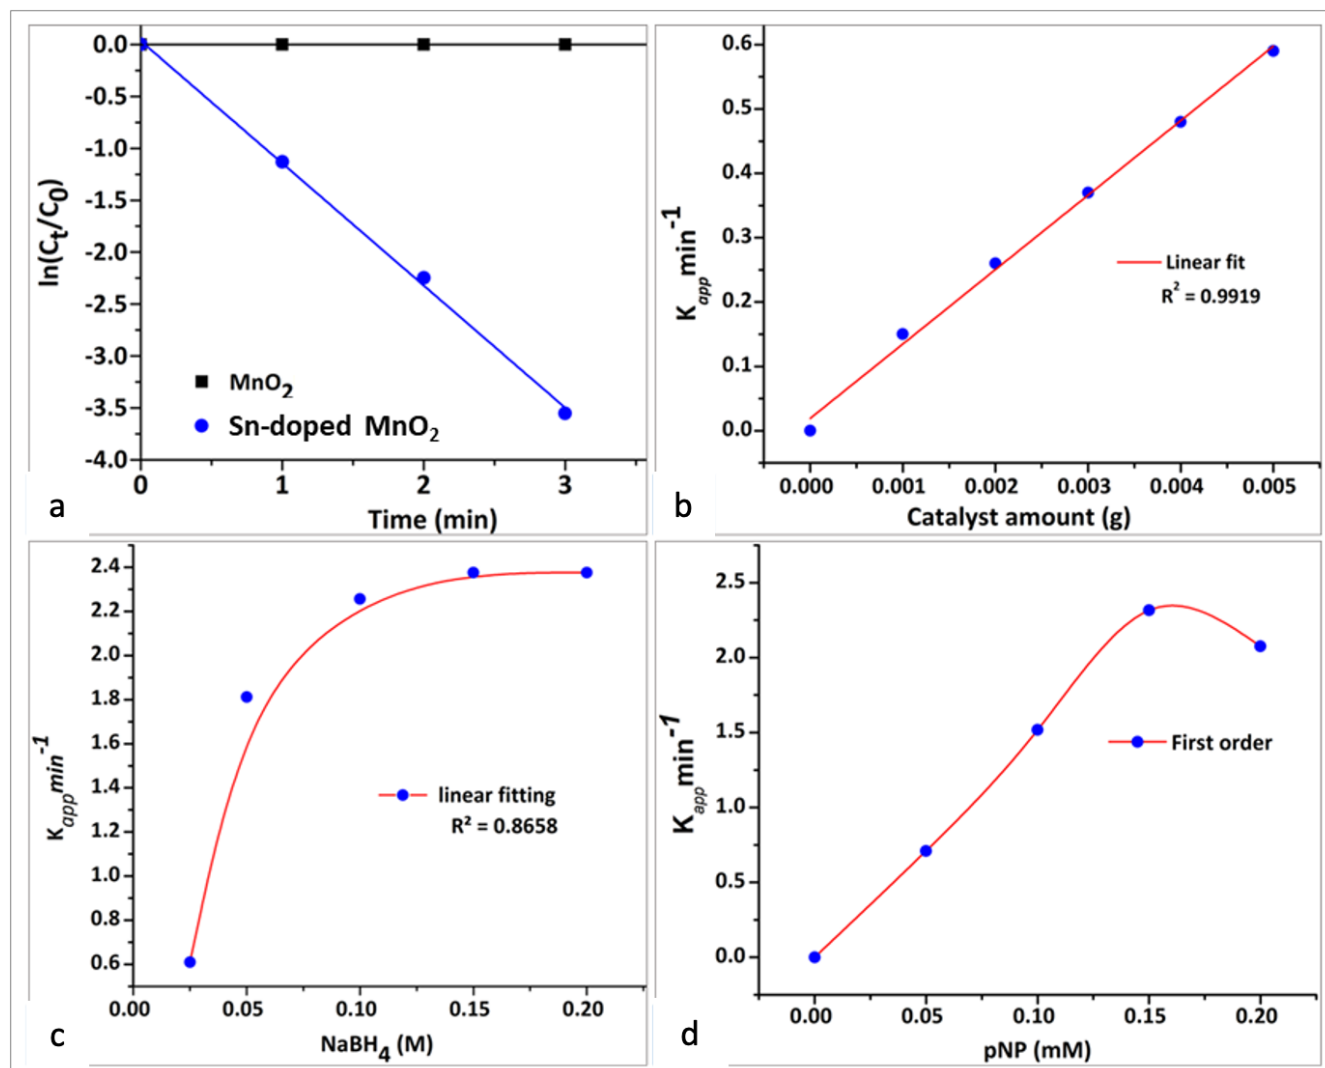 0.0
-0.5
-1.0
-1.5
-2.0
-2.5
-3.0
-3.5
-4.0
ln(Cₜ/C₀)
MnO₂
Sn-doped MnO₂
0 1 2 3
Time (min)
a
0.6
0.5
0.4
0.3
0.2
0.1
0.0
K_app min⁻¹
Linear fit
R² = 0.9919
0.000 0.001 0.002 0.003 0.004 0.005
Catalyst amount (g)
b
2.4
2.2
2.0
1.8
1.6
1.4
1.2
1.0
0.8
0.6
K_app min⁻¹
linear fitting
R² = 0.8658
0.00 0.05 0.10 0.15 0.20
NaBH₄ (M)
c
2.5
2.0
1.5
1.0
0.5
0.0
K_app min⁻¹
First order
0.00 0.05 0.10 0.15 0.20
pNP (mM)
d